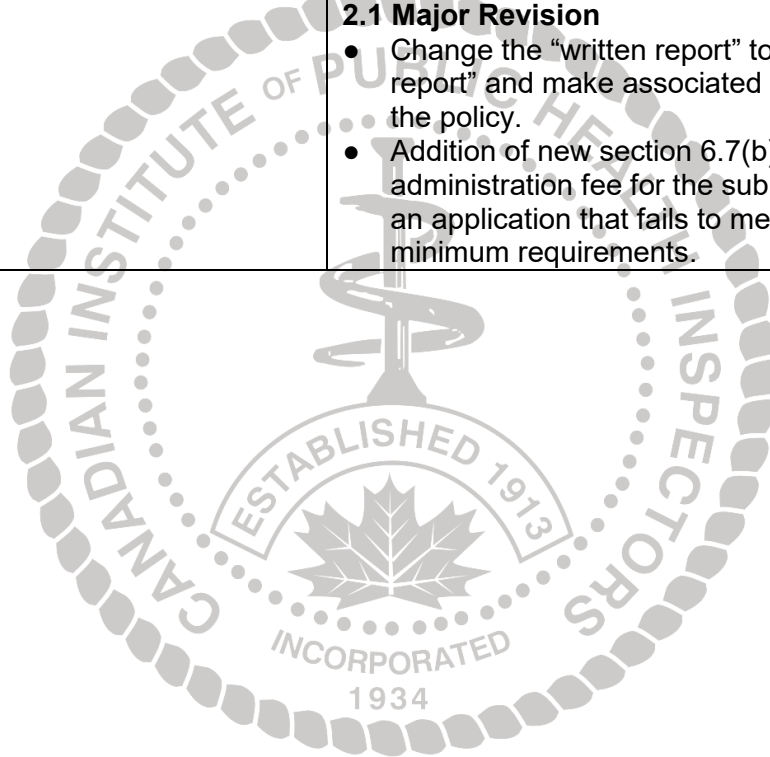 2.1 Major Revision
● Change the “written report” to
report” and make associated
the policy.
● Addition of new section 6.7(b)
administration fee for the sub
an application that fails to me
minimum requirements.
CANADIAN INSTITUTE OF PUBLIC HEALTH INSPECTORS
ESTABLISHED 1913
INCORPORATED
1934